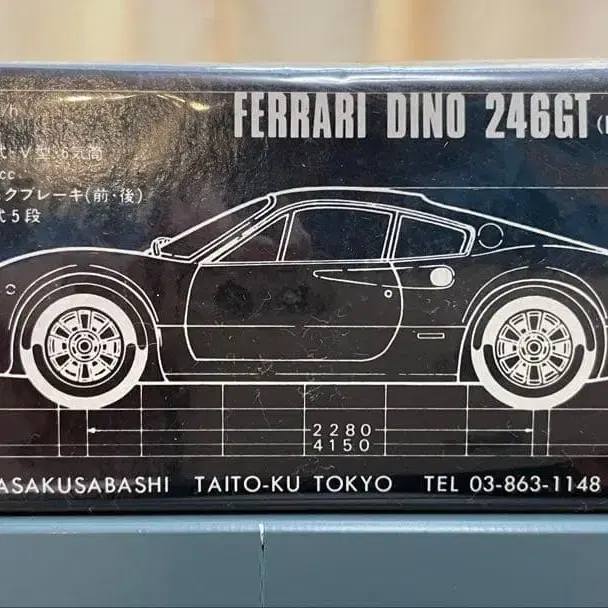 /h
FERRARI DINO 246GT (
式・V型・6気筒
cc
クブレーキ(前・後)
式5段
2280
4150
ASAKUSABASHI TAITO-KU TOKYO TEL 03-863-1148